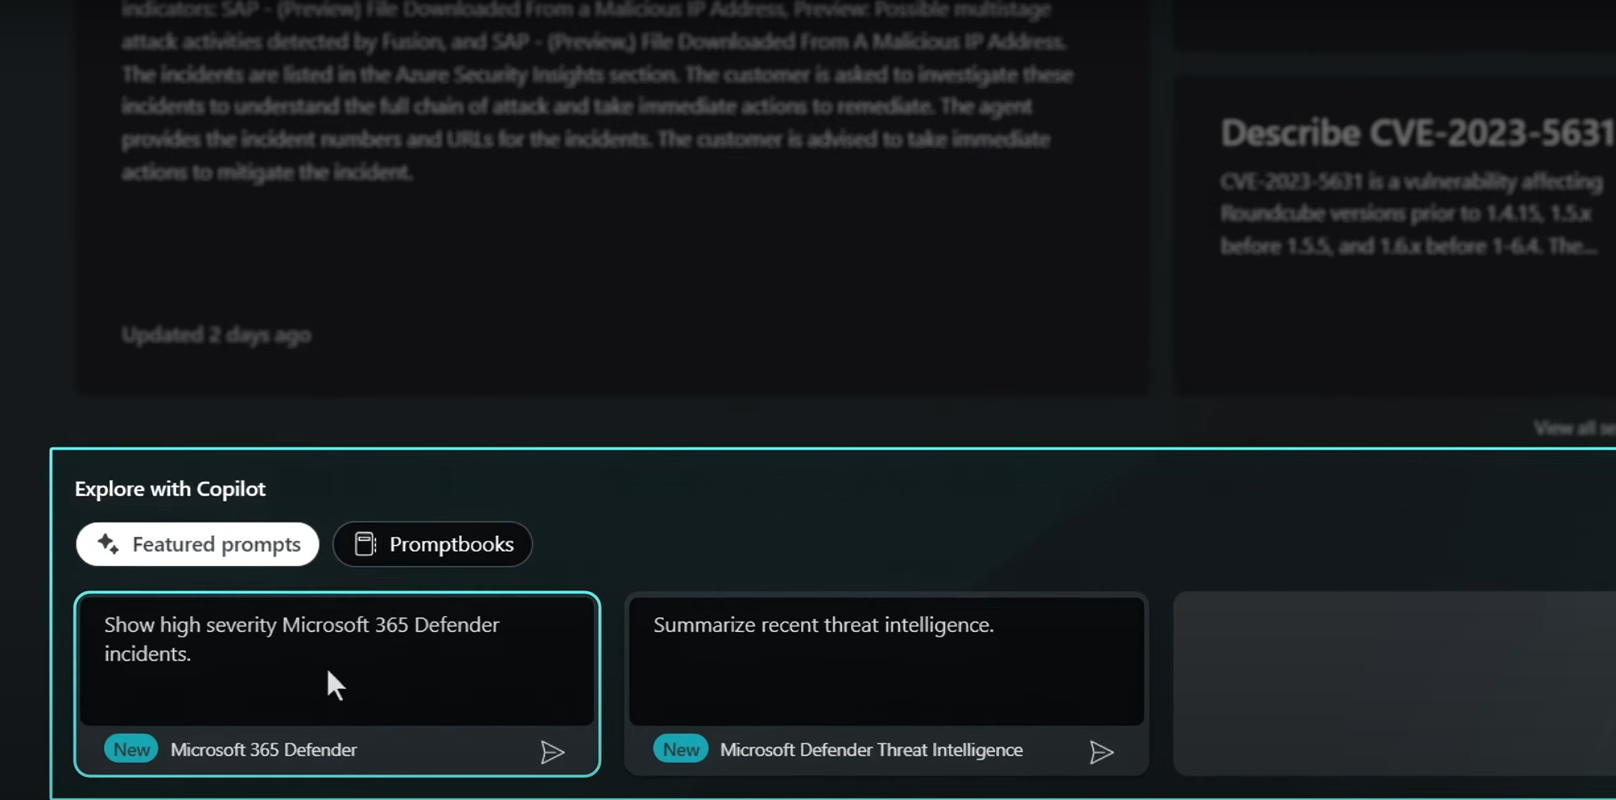 indicators: SAP - (Preview) File Downloaded From a Malicious IP Address, Preview: Possible multistage
attack activities detected by Fusion, and SAP - (Preview,) File Downloaded From A Malicious IP Address.
The incidents are listed in the Azure Security Insights section. The customer is asked to investigate these
incidents to understand the full chain of attack and take immediate actions to remediate. The agent
provides the incident numbers and URLs for the incidents. The customer is advised to take immediate
actions to mitigate the incident.
Updated 2 days ago
Describe CVE-2023-5631
CVE-2023-5631 is a vulnerability affecting
Roundcube versions prior to 1.4.15, 1.5.x
before 1.5.5, and 1.6.x before 1-6.4. The...
View all se
Explore with Copilot
Featured prompts
Promptbooks
Show high severity Microsoft 365 Defender
incidents.
New Microsoft 365 Defender
Summarize recent threat intelligence.
New Microsoft Defender Threat Intelligence